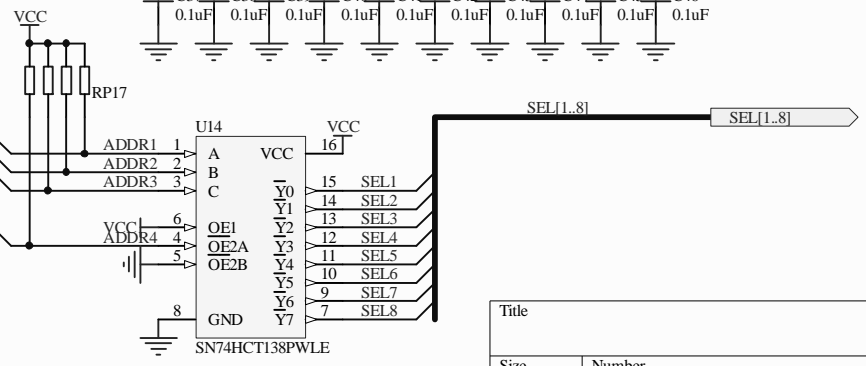 0.1uF 0.1uF 0.1uF 0.1uF 0.1uF 0.1uF 0.1uF 0.1uF 0.1uF 0.1uF
VCC
RP17
SEL[1..8]
SEL[1..8]
U14
VCC
ADDR1 1 A VCC 16
ADDR2 2 B
ADDR3 3 C Y0 15 SEL1
Y1 14 SEL2
VCC 6 OE1 Y2 13 SEL3
ADDR4 4 OE2A Y3 12 SEL4
5 OE2B Y4 11 SEL5
Y5 10 SEL6
Y6 9 SEL7
8 GND Y7 7 SEL8
SN74HCT138PWLE
Title
Size Number